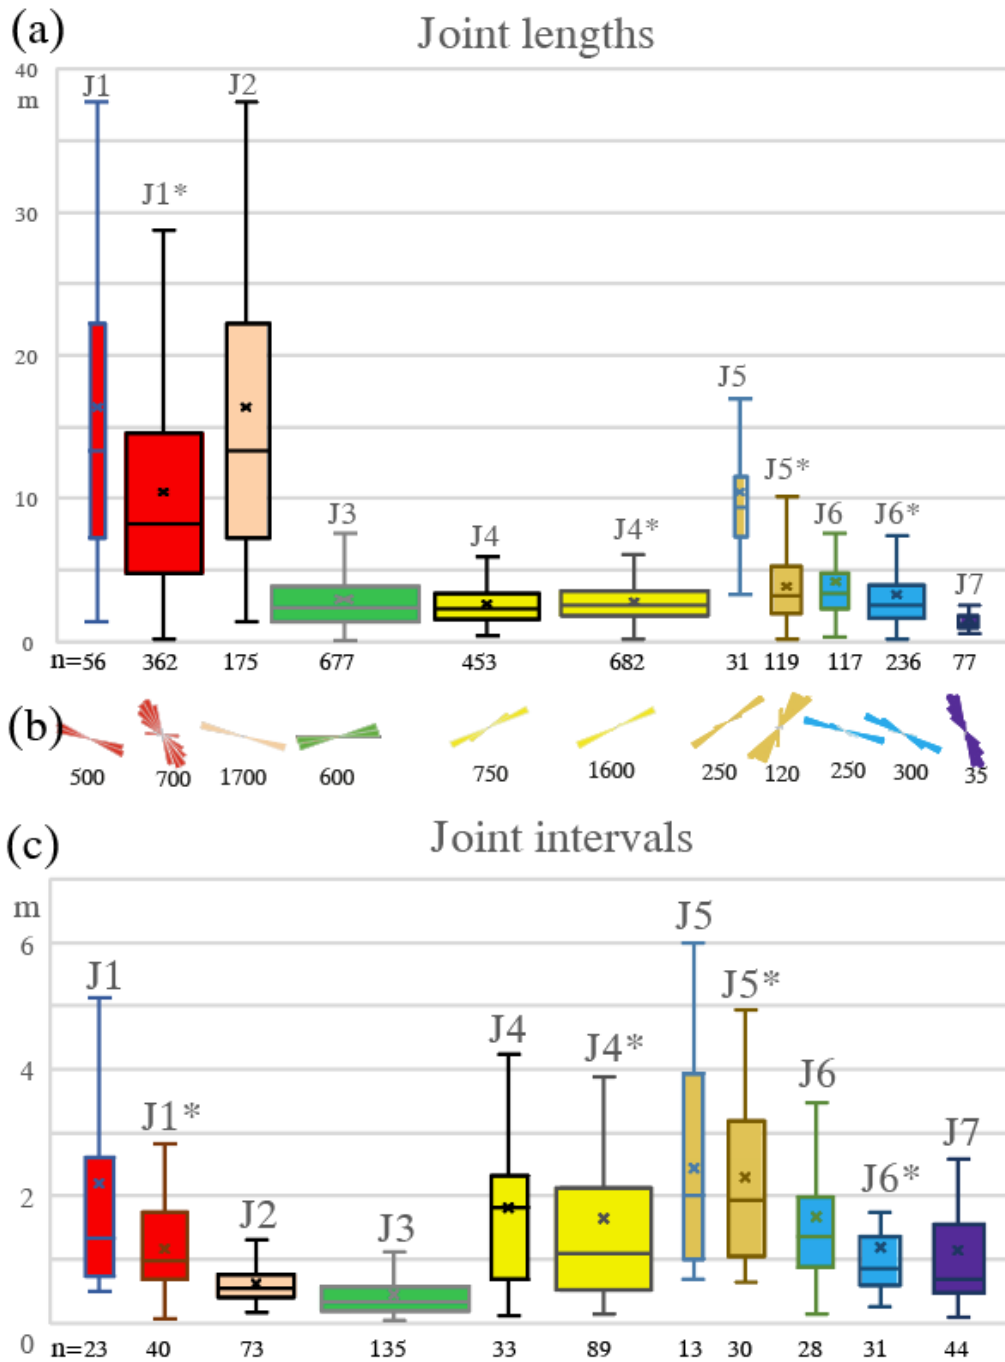 (a)
Joint lengths
40
m
J1
J2
J1*
30
20
J5
J5*
10
J3
J4
J4*
J6
J6*
J7
0
n=56 362 175 677 453 682 31 119 117 236 77
(b)
500 700 1700 600 750 1600 250 120 250 300 35
(c)
Joint intervals
m
6
J5
J1
J5*
J4
J4*
4
J6
J1*
J7
J6*
2
J2
J3
0
n=23 40 73 135 33 89 13 30 28 31 44